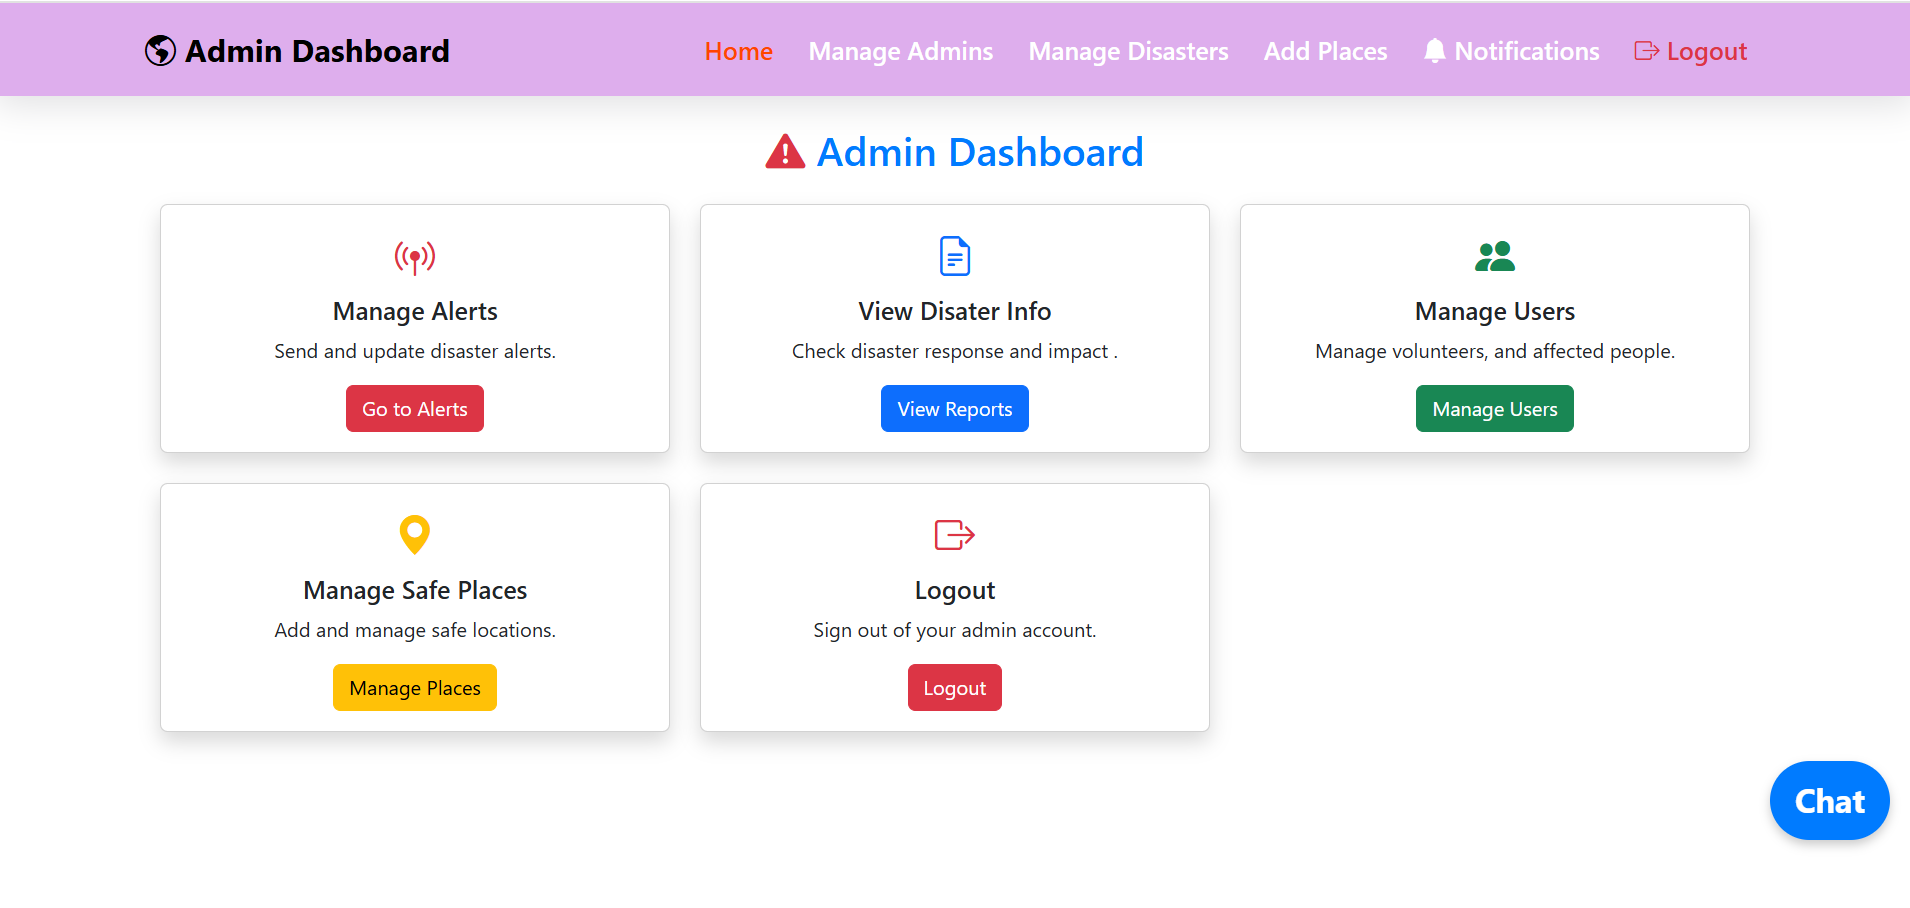 Admin Dashboard Home Manage Admins Manage Disasters Add Places Notifications Logout
Admin Dashboard
Manage Alerts
Send and update disaster alerts.
Go to Alerts
View Disater Info
Check disaster response and impact .
View Reports
Manage Users
Manage volunteers, and affected people.
Manage Users
Manage Safe Places
Add and manage safe locations.
Manage Places
Logout
Sign out of your admin account.
Logout
Chat